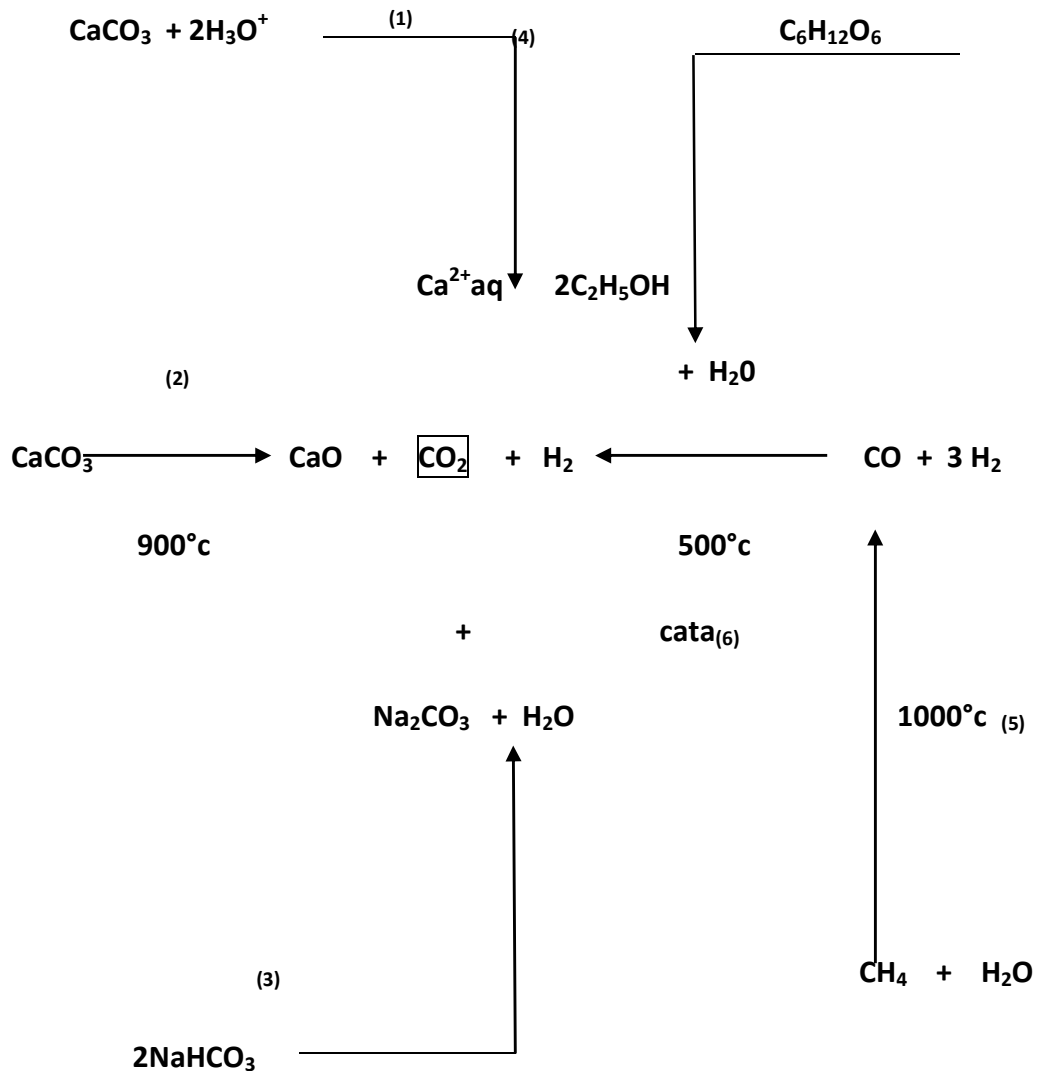 CaCO₃ + 2H₃O⁺ (1) (4) C₆H₁₂O₆
Ca²⁺aq 2C₂H₅OH
+ H₂0
(2)
CaCO₃ CaO + CO₂ + H₂ CO + 3 H₂
900°c 500°c
+ cata₍₆₎
Na₂CO₃ + H₂O 1000°c (5)
CH₄ + H₂O
(3)
2NaHCO₃